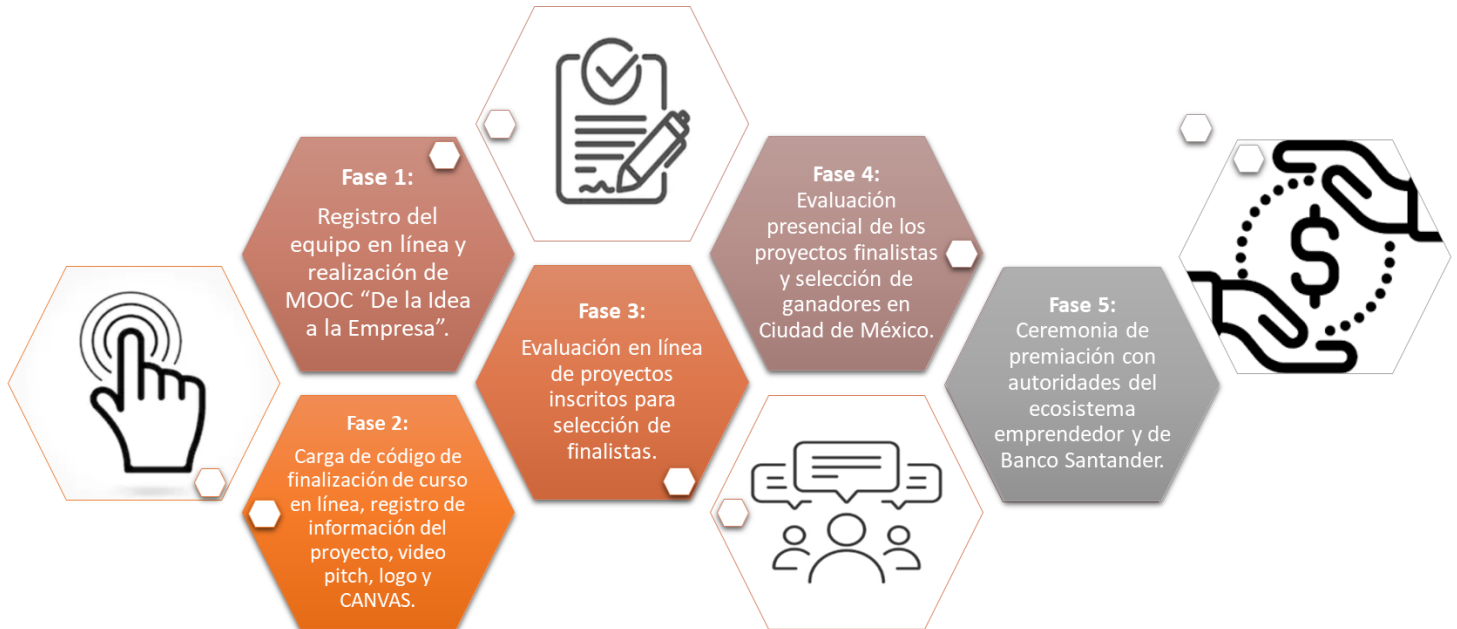 Fase 1:
Registro del
equipo en línea y
realización de
MOOC “De la Idea
a la Empresa”.
Fase 2:
Carga de código de
finalización de curso
en línea, registro de
información del
proyecto, video
pitch, logo y
CANVAS.
Fase 3:
Evaluación en línea
de proyectos
inscritos para
selección de
finalistas.
Fase 4:
Evaluación
presencial de los
proyectos finalistas
y selección de
ganadores en
Ciudad de México.
Fase 5:
Ceremonia de
premiación con
autoridades del
ecosistema
emprendedor y de
Banco Santander.
$